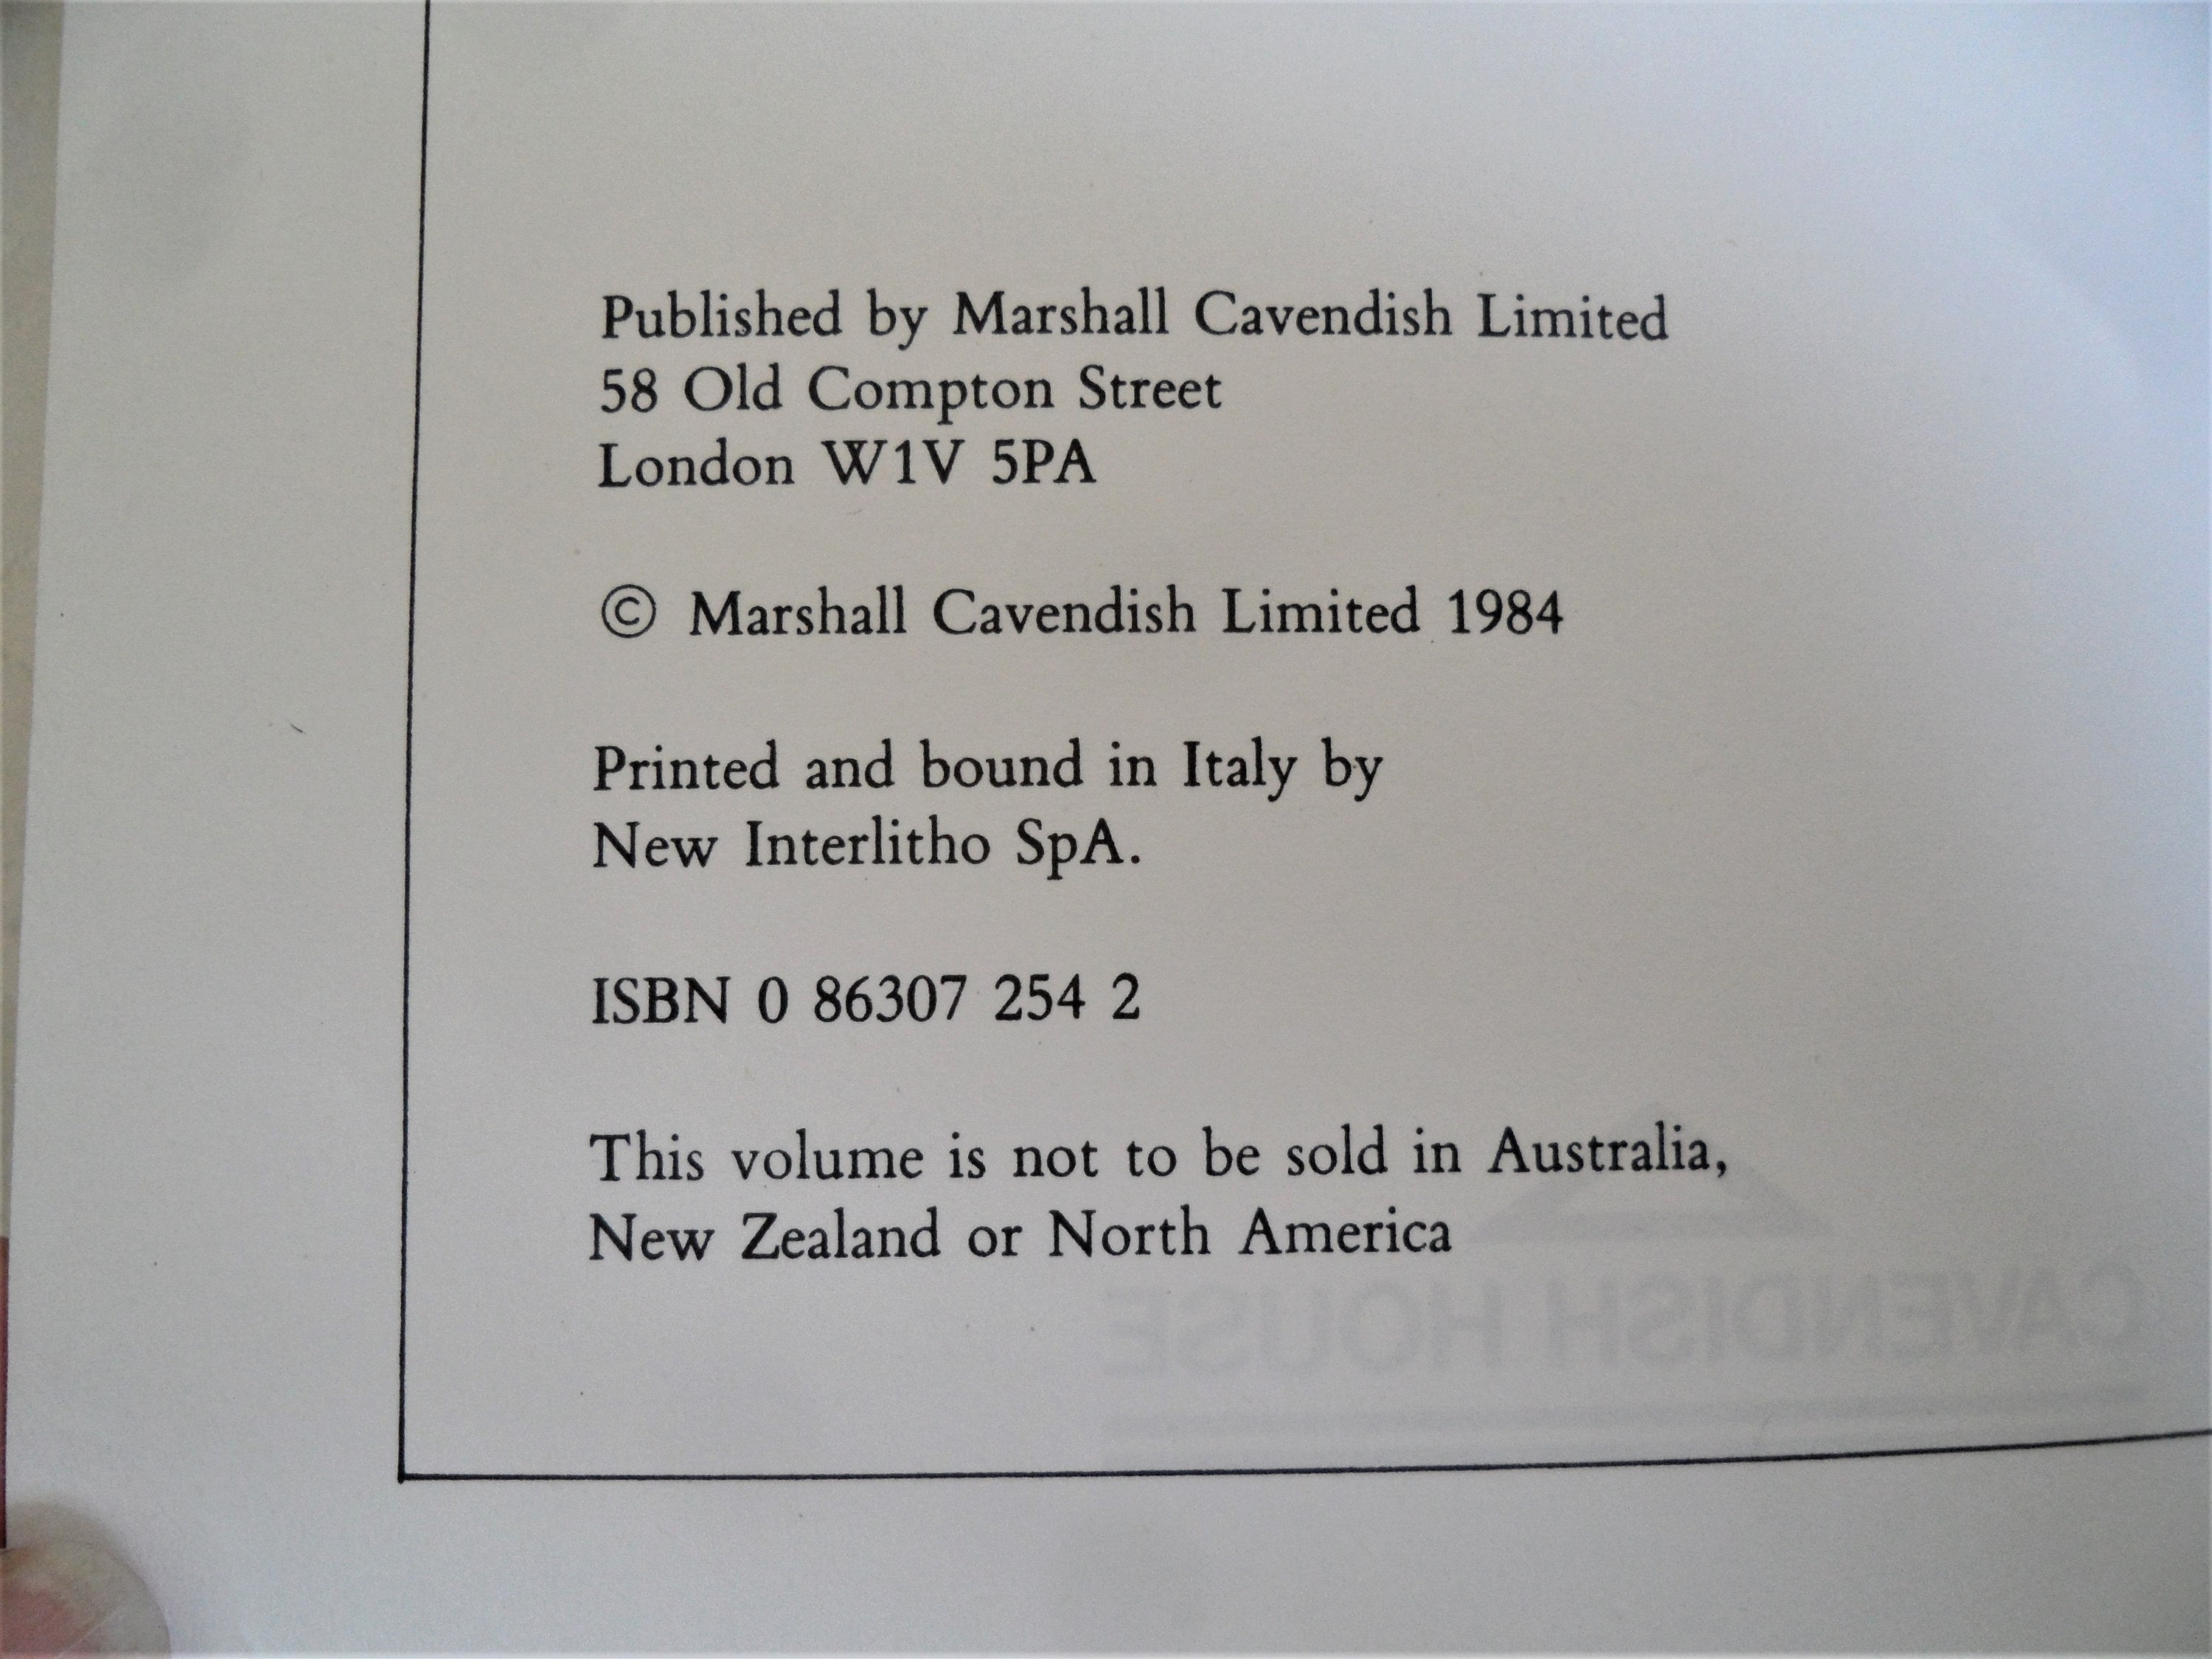 Published by Marshall Cavendish Limited
58 Old Compton Street
London W1V 5PA
© Marshall Cavendish Limited 1984
Printed and bound in Italy by
New Interlitho SpA.
ISBN 0 86307 254 2
This volume is not to be sold in Australia,
New Zealand or North America
CAVENDISH HOUSE